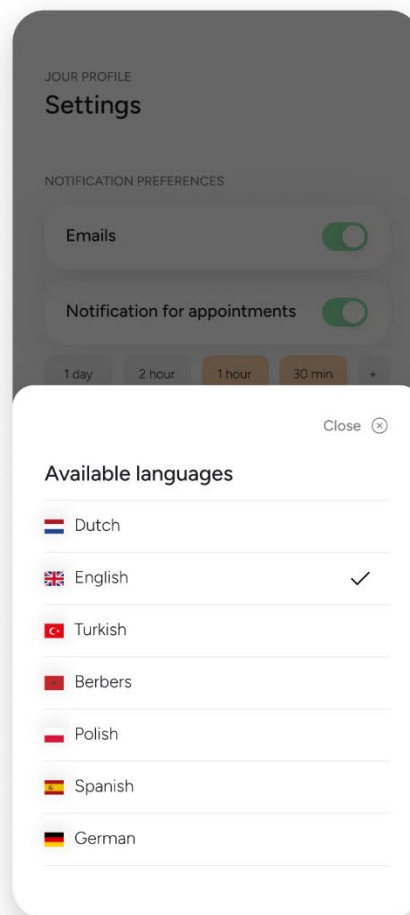 JOUR PROFILE
Settings
NOTIFICATION PREFERENCES
Emails
Notification for appointments
1 day 2 hour 1 hour 30 min +
Close
Available languages
Dutch
English
Turkish
Berbers
Polish
Spanish
German